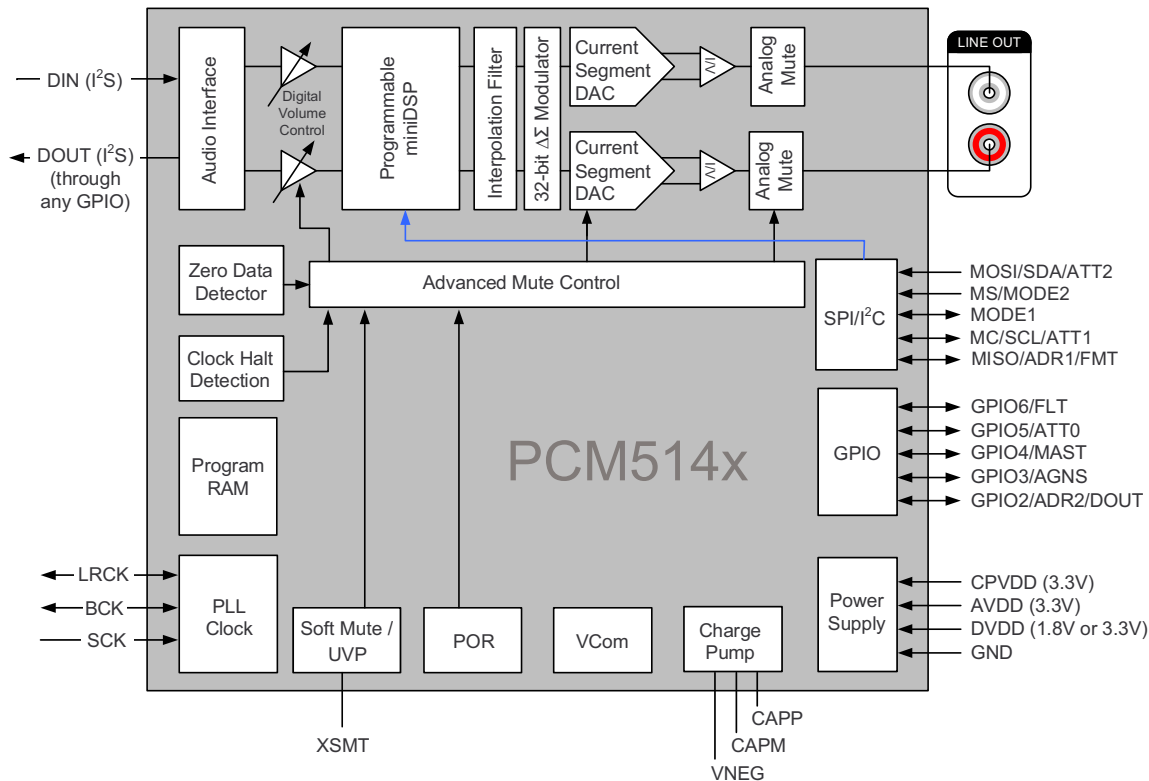 DIN (I²S)
DOUT (I²S)
(through
any GPIO)
Audio Interface
Digital
Volume
Control
Programmable
miniDSP
Interpolation Filter
32-bit ΔΣ Modulator
Current
Segment
DAC
I/V
Analog
Mute
Current
Segment
DAC
I/V
Analog
Mute
LINE OUT
Zero Data
Detector
Advanced Mute Control
Clock Halt
Detection
Program
RAM
PCM514x
SPI/I²C
MOSI/SDA/ATT2
MS/MODE2
MODE1
MC/SCL/ATT1
MISO/ADR1/FMT
GPIO
GPIO6/FLT
GPIO5/ATT0
GPIO4/MAST
GPIO3/AGNS
GPIO2/ADR2/DOUT
LRCK
BCK
SCK
PLL
Clock
Soft Mute /
UVP
POR
VCom
Charge
Pump
Power
Supply
CPVDD (3.3V)
AVDD (3.3V)
DVDD (1.8V or 3.3V)
GND
XSMT
CAPP
CAPM
VNEG